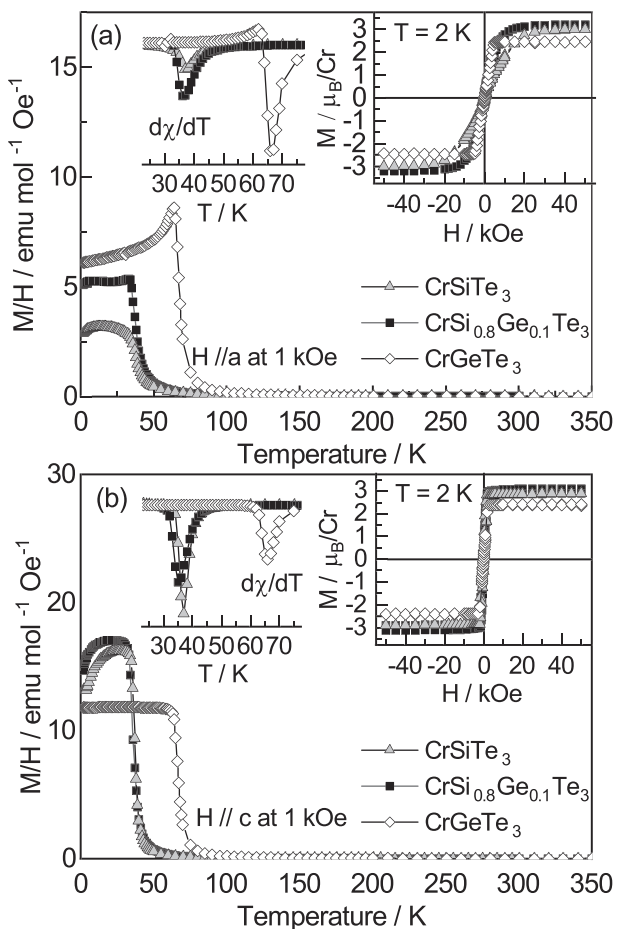 (a)
15
10
5
0
M/H / emu mol⁻¹ Oe⁻¹
dχ/dT
30 40 50 60 70
T / K
T = 2 K
3
2
1
0
-1
-2
-3
M / μ_B/Cr
-40 -20 0 20 40
H / kOe
CrSiTe₃
CrSi₀.₈Ge₀.₁Te₃
CrGeTe₃
H //a at 1 kOe
0 50 100 150 200 250 300 350
Temperature / K
(b)
30
20
10
0
M/H / emu mol⁻¹ Oe⁻¹
dχ/dT
30 40 50 60 70
T / K
T = 2 K
3
2
1
0
-1
-2
-3
M / μ_B/Cr
-40 -20 0 20 40
H / kOe
CrSiTe₃
CrSi₀.₈Ge₀.₁Te₃
CrGeTe₃
H // c at 1 kOe
0 50 100 150 200 250 300 350
Temperature / K